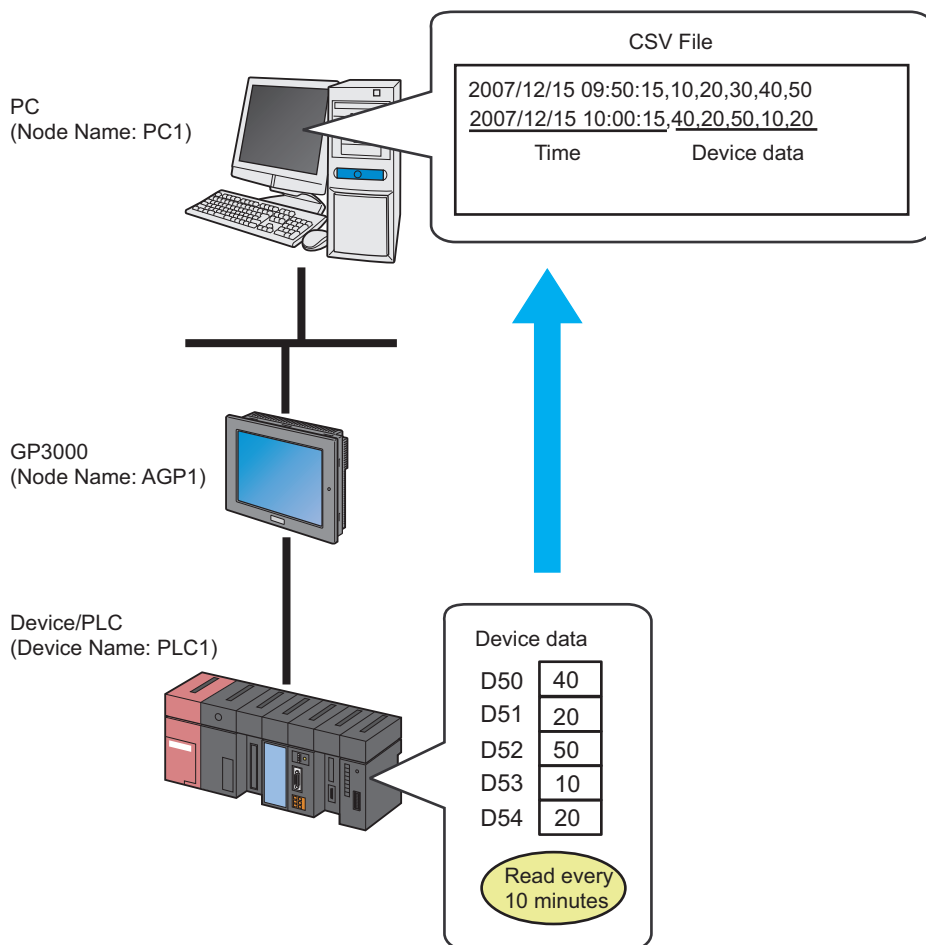 CSV File
2007/12/15 09:50:15,10,20,30,40,50
2007/12/15 10:00:15,40,20,50,10,20
Time Device data
PC
(Node Name: PC1)
GP3000
(Node Name: AGP1)
Device/PLC
(Device Name: PLC1)
Device data
D50 40
D51 20
D52 50
D53 10
D54 20
Read every
10 minutes